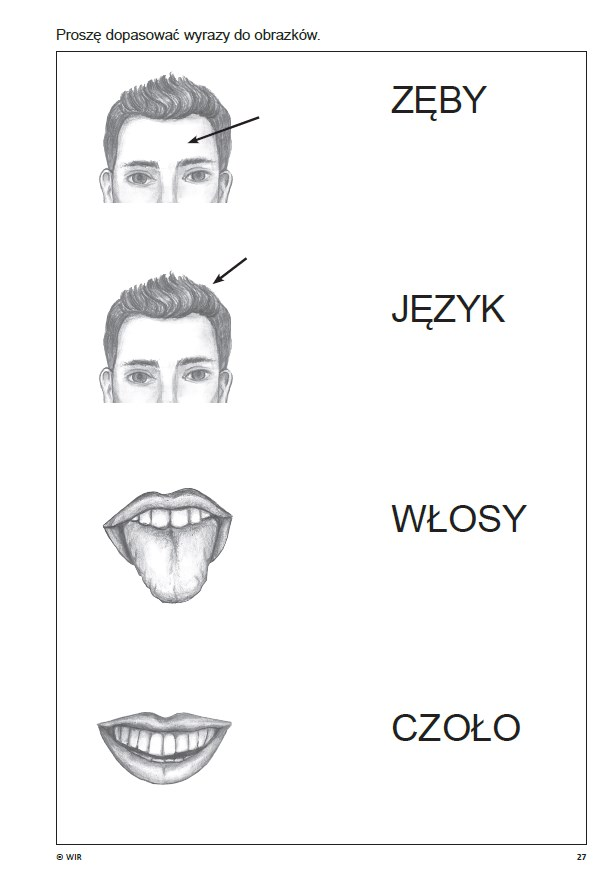 Proszę dopasować wyrazy do obrazków.
ZĘBY
JĘZYK
WŁOSY
CZOŁO
© WIR
27